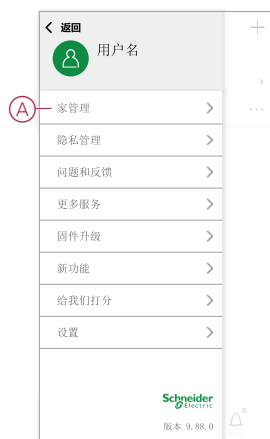 返回
用户名
A
家管理
隐私管理
问题和反馈
更多服务
固件升级
新功能
给我们打分
设置
Schneider
Electric
版本 9.88.0